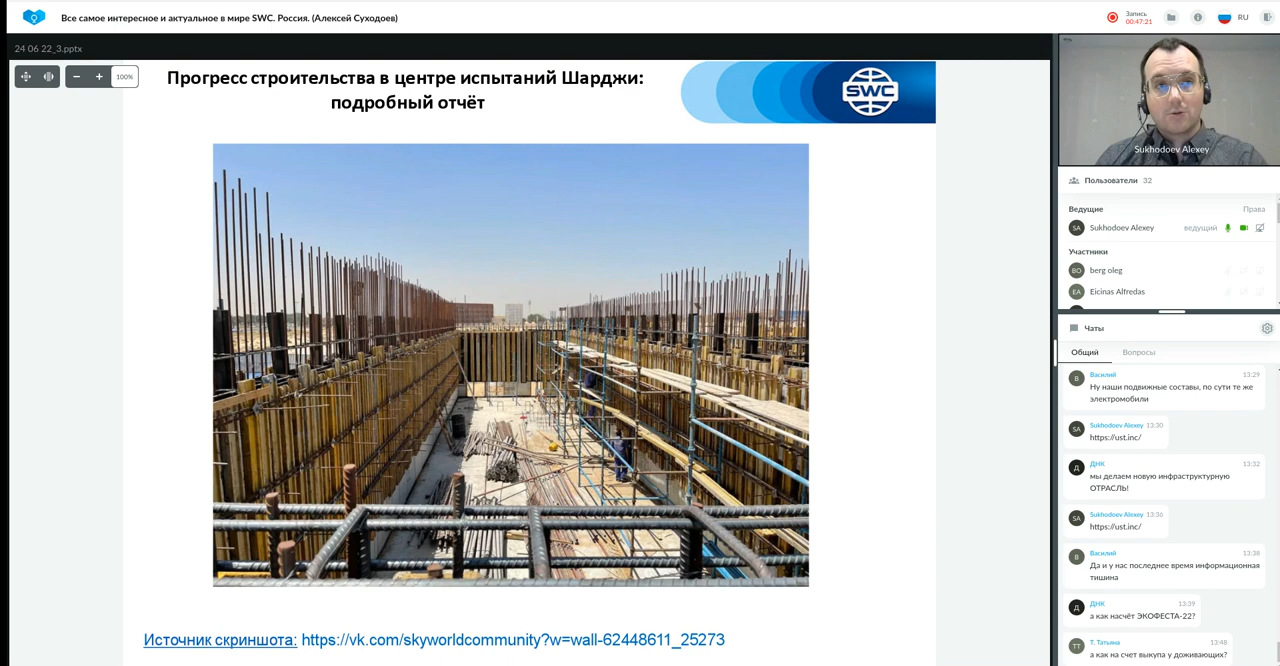 Все самое интересное и актуальное в мире SWC. Россия. (Алексей Суходоев)
Запись
00:47:21
RU
24 06 22_3.pptx
100%
Прогресс строительства в центре испытаний Шарджи:
подробный отчёт
SWC
Источник скриншота: https://vk.com/skyworldcommunity?w=wall-62448611_25273
Sukhodoev Alexey
Пользователи 32
Ведущие Права
SA Sukhodoev Alexey ведущий
Участники
BO berg oleg
EA Eicinas Alfredas
Чаты
Общий Вопросы
В Василий 13:29
Ну наши подвижные составы, по сути те же
электромобили
SA Sukhodoev Alexey 13:30
https://ust.inc/
Д ДНК 13:32
мы делаем новую инфраструктурную
ОТРАСЛЬ!
SA Sukhodoev Alexey 13:36
https://ust.inc/
В Василий 13:38
Да и у нас последнее время информационная
тишина
Д ДНК 13:39
а как насчёт ЭКОФЕСТА-22?
ТТ Т. Татьяна 13:48
а как на счет выкупа у доживающих?